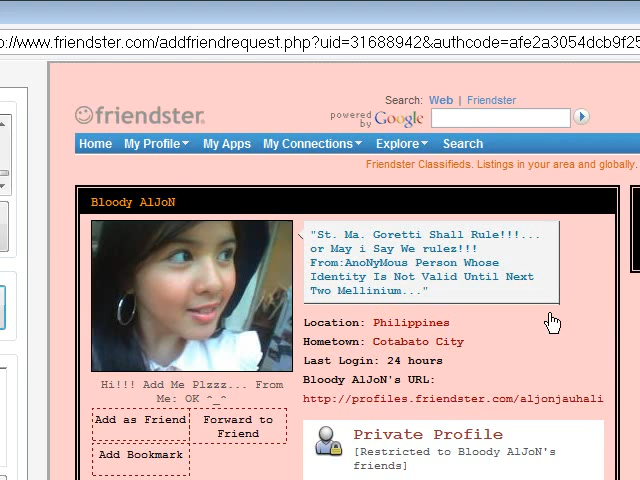 p://www.friendster.com/addfriendrequest.php?uid=31688942&authcode=afe2a3054dcb9f25
Search: Web | Friendster
friendster.
powered by Google
Home My Profile My Apps My Connections Explore Search
Friendster Classifieds. Listings in your area and globally.
Bloody AlJoN
"St. Ma. Goretti Shall Rule!!!...
or May i Say We rulez!!!
From:AnoNyMous Person Whose
Identity Is Not Valid Until Next
Two Mellinium..."
Location: Philippines
Hometown: Cotabato City
Last Login: 24 hours
Bloody AlJoN's URL:
http://profiles.friendster.com/aljonjauhali
Hi!!! Add Me Plzzz... From
Me: OK ^_^
Add as Friend
Forward to
Friend
Add Bookmark
Private Profile
[Restricted to Bloody AlJoN's
friends]